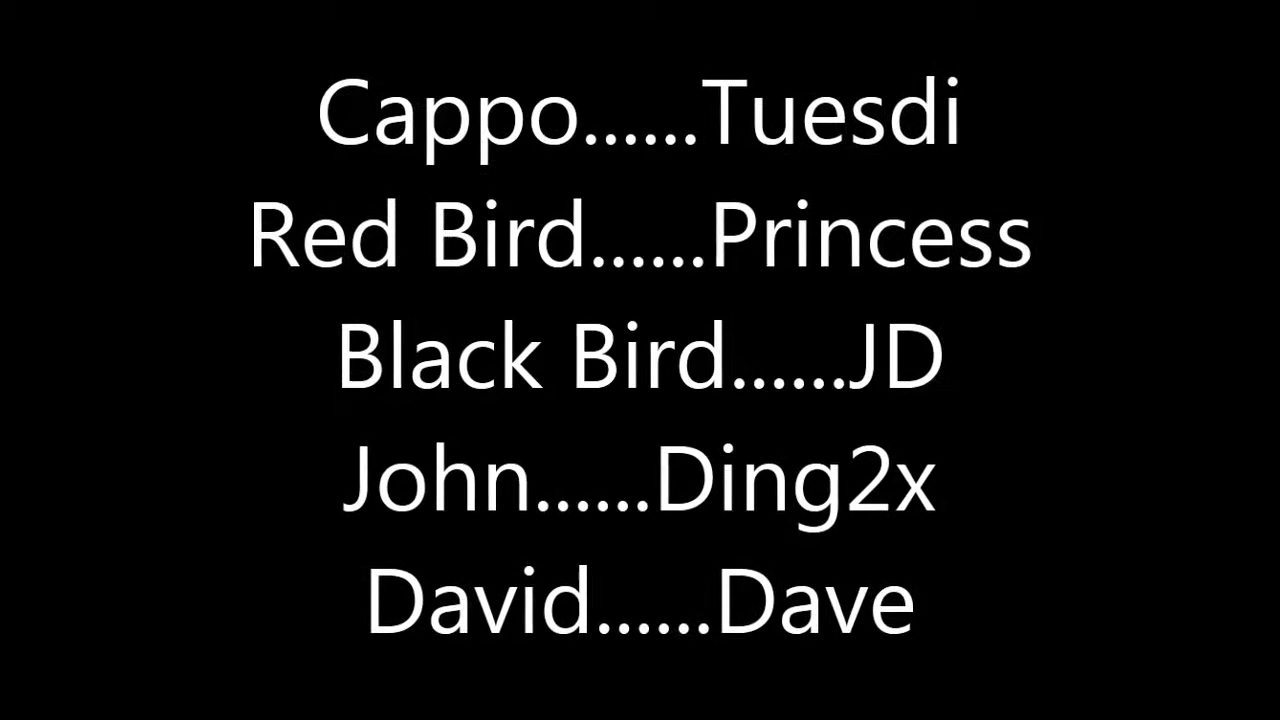 Cappo......Tuesdi
Red Bird......Princess
Black Bird......JD
John......Ding2x
David......Dave